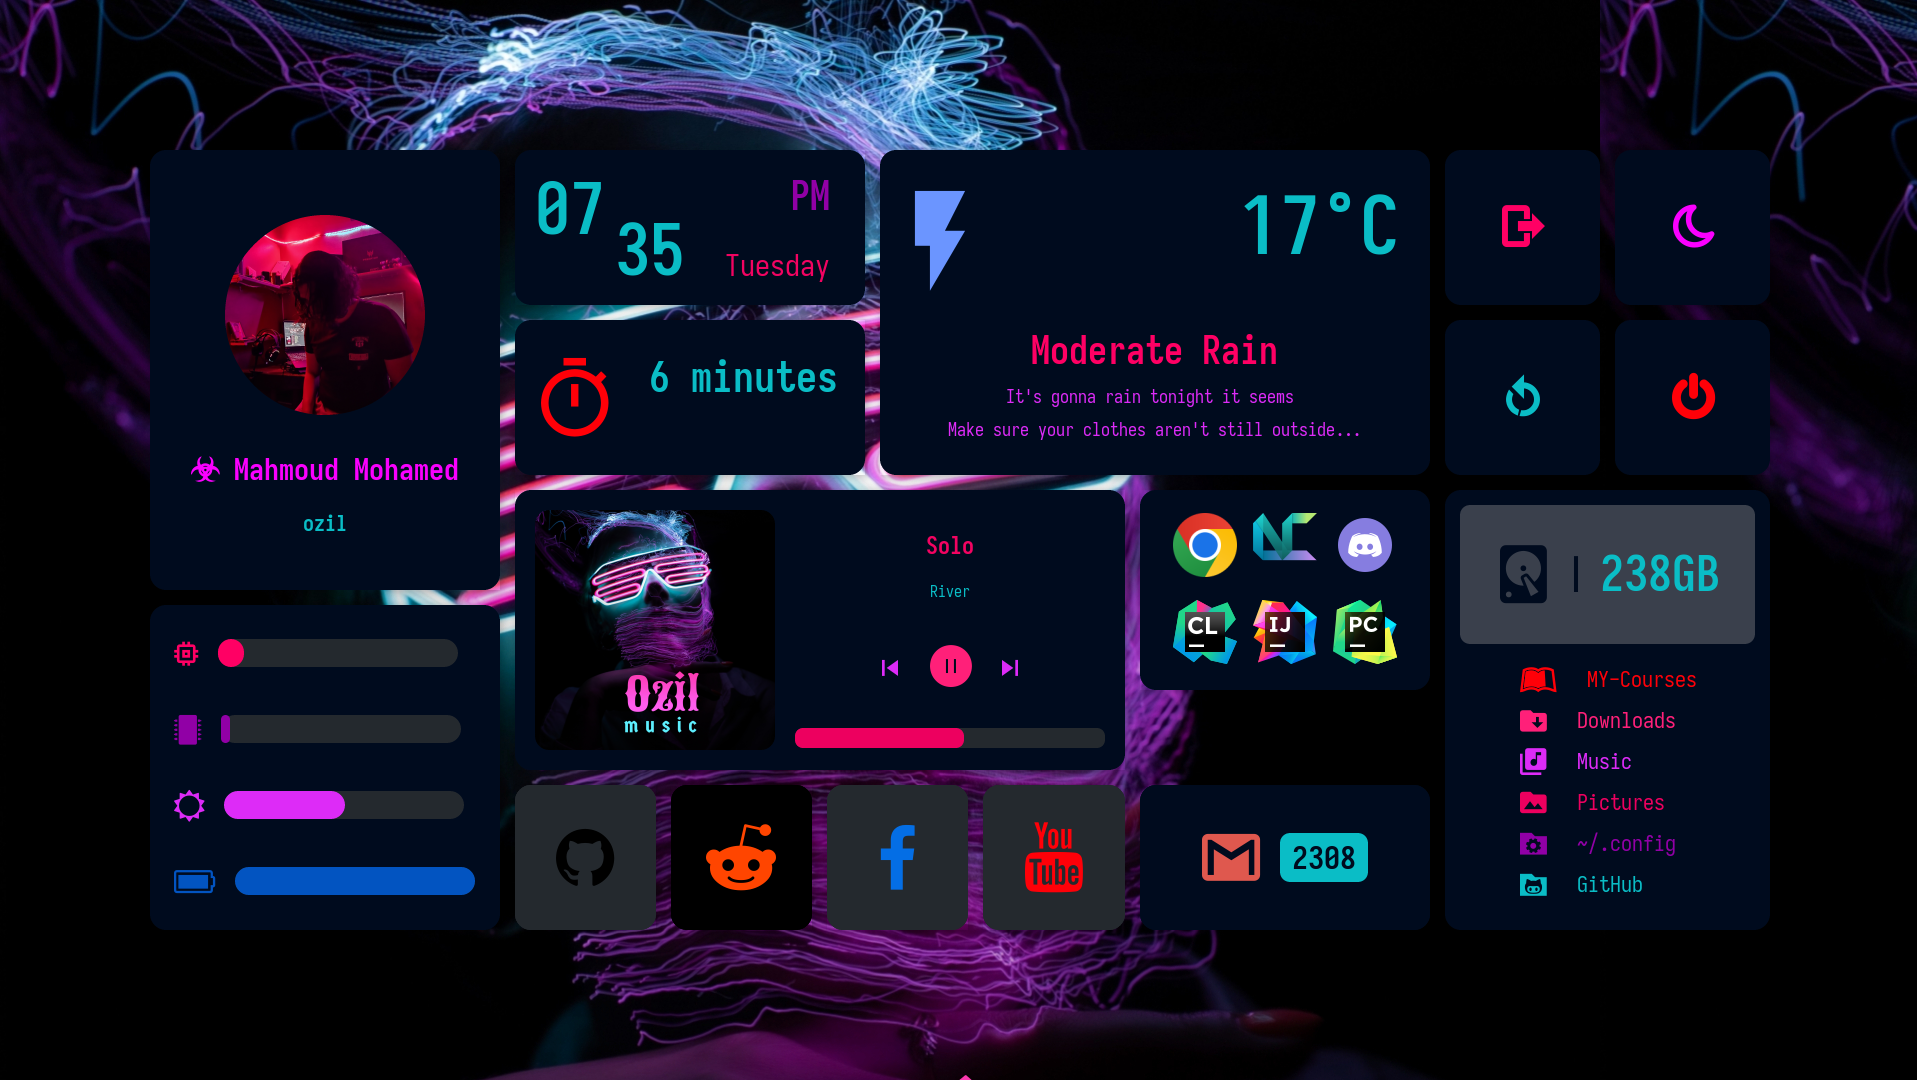 Mahmoud Mohamed
ozil
07
35
PM
Tuesday
6 minutes
17°C
Moderate Rain
It's gonna rain tonight it seems
Make sure your clothes aren't still outside...
Ozil
music
Solo
River
NC
CL
IJ
PC
238GB
MY-Courses
Downloads
Music
Pictures
~/.config
GitHub
You
Tube
2308